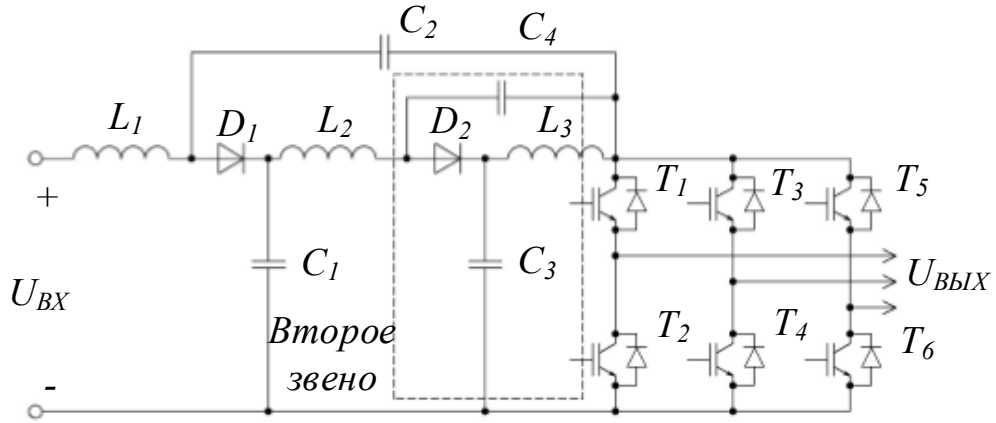 C2 C4
L1 D1 L2 D2 L3
+
T1 T3 T5
UВХ C1 C3 UВЫХ
Второе
звено
T2 T4 T6
-